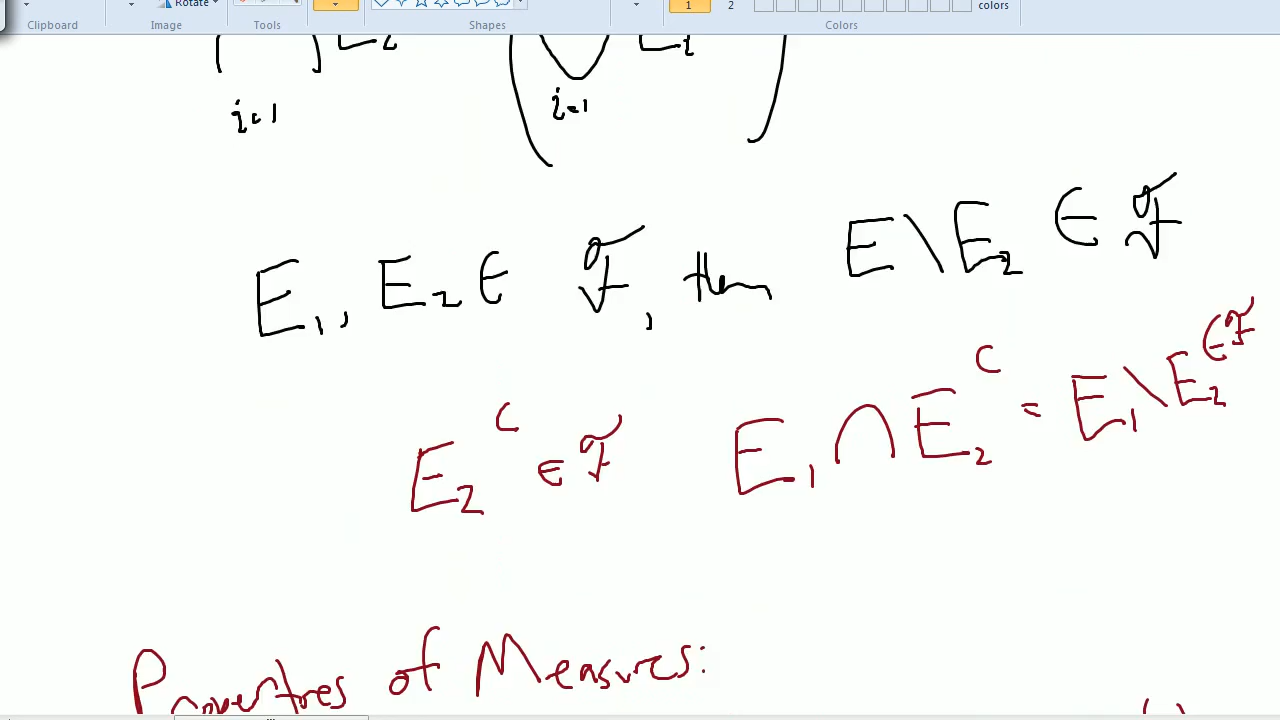 Rotate 1 2 colors
Clipboard Image Tools Shapes Colors
i=1 i=1
E₁, E₂ ∈ ℱ, then E\E₂ ∈ ℱ
E₂ᶜ ∈ ℱ E₁ ∩ E₂ᶜ = E₁\E₂ ∈ ℱ
Properties of Measures: